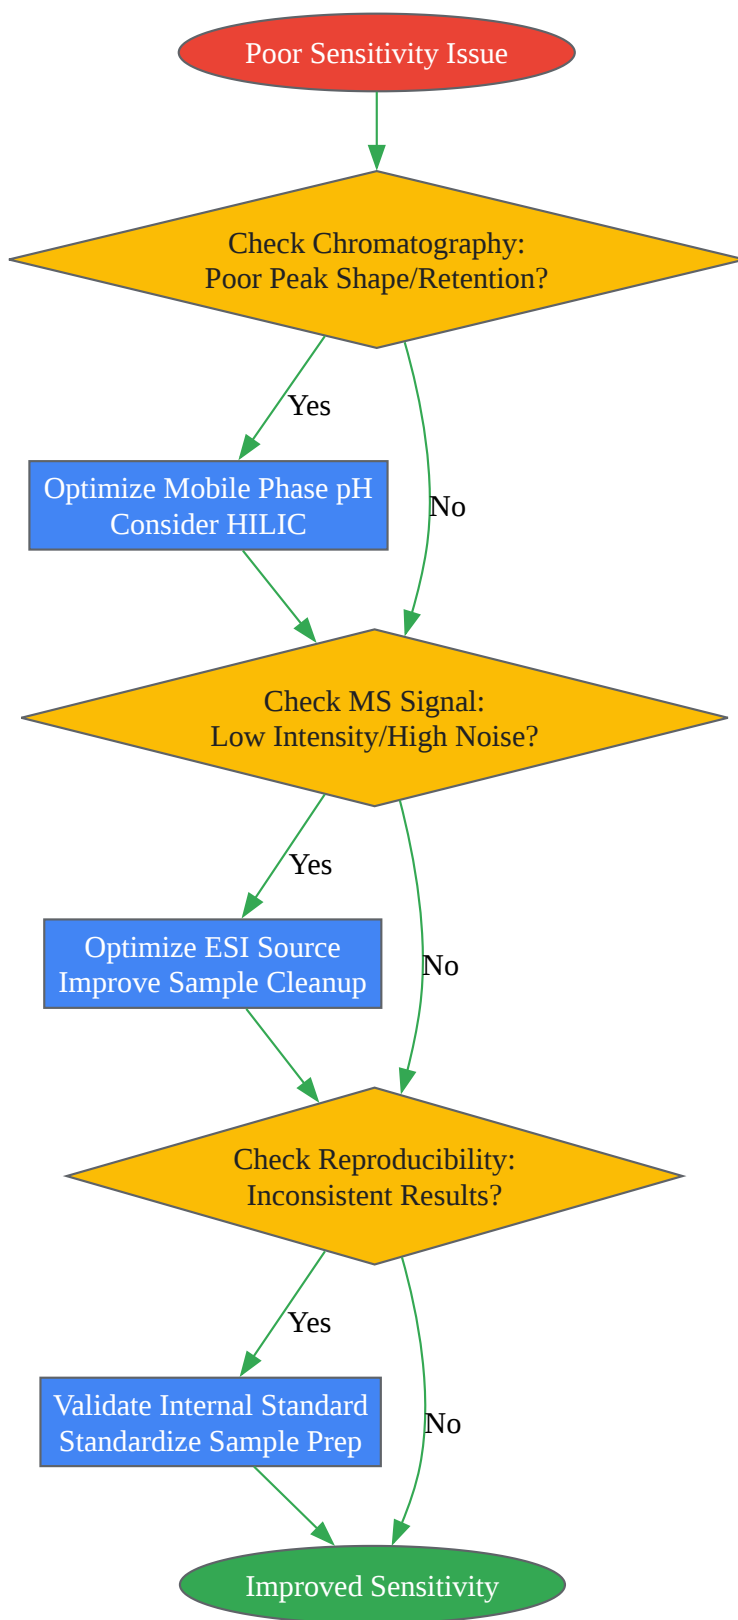 Poor Sensitivity Issue
Check Chromatography:
Poor Peak Shape/Retention?
Yes
Optimize Mobile Phase pH
Consider HILIC
No
Check MS Signal:
Low Intensity/High Noise?
Yes
Optimize ESI Source
Improve Sample Cleanup
No
Check Reproducibility:
Inconsistent Results?
Yes
Validate Internal Standard
Standardize Sample Prep
No
Improved Sensitivity